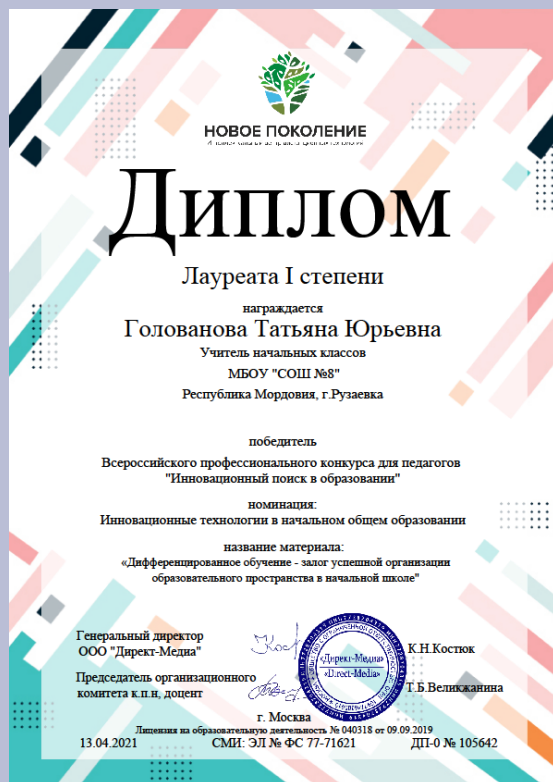 НОВОЕ ПОКОЛЕНИЕ
Диплом
Лауреата I степени
награждается
Голованова Татьяна Юрьевна
Учитель начальных классов
МБОУ "СОШ №8"
Республика Мордовия, г.Рузаевка
победитель
Всероссийского профессионального конкурса для педагогов
"Инновационный поиск в образовании"
номинация:
Инновационные технологии в начальном общем образовании
название материала:
«Дифференцированое обучение - залог успешной организации
образовательного пространства в начальной школе"
Генеральный директор
ООО "Директ-Медиа"
К.Н.Костюк
Председатель организационного
комитета к.п.н, доцент
Т.Б.Великжанина
«Директ-Медиа»
«Direct-Media»
г. Москва
Лицензия на образовательную деятельность № 040318 от 09.09.2019
13.04.2021 СМИ: ЭЛ № ФС 77-71621 ДП-0 № 105642